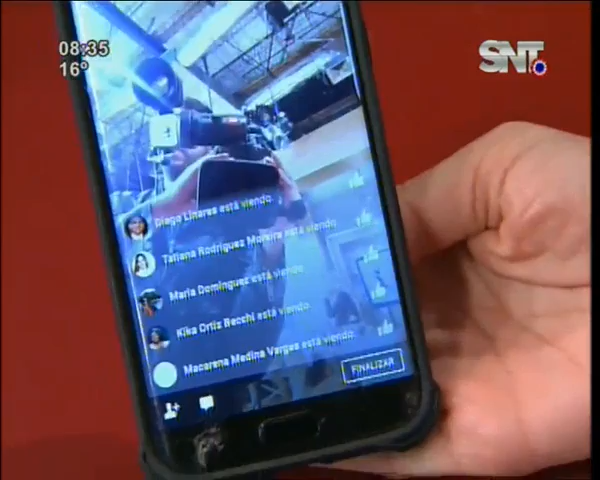 08:35
16°
SNT
Diego Linares está viendo.
Tatiana Rodriguez Moreira está viendo.
Maria Dominguez está viendo.
Kika Ortiz Recchi está viendo.
Macarena Medina Vargas está viendo.
FINALIZAR